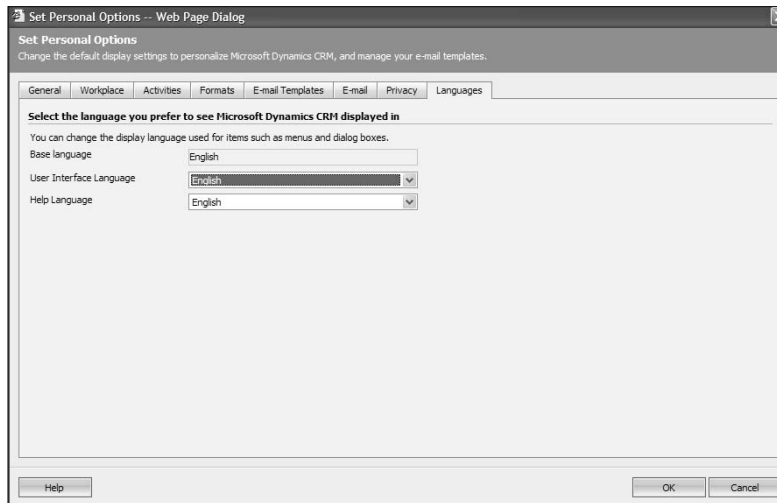 Set Personal Options -- Web Page Dialog
Set Personal Options
Change the default display settings to personalize Microsoft Dynamics CRM, and manage your e-mail templates.
General Workplace Activities Formats E-mail Templates E-mail Privacy Languages
Select the language you prefer to see Microsoft Dynamics CRM displayed in
You can change the display language used for items such as menus and dialog boxes.
Base language English
User Interface Language English
Help Language English
Help OK Cancel